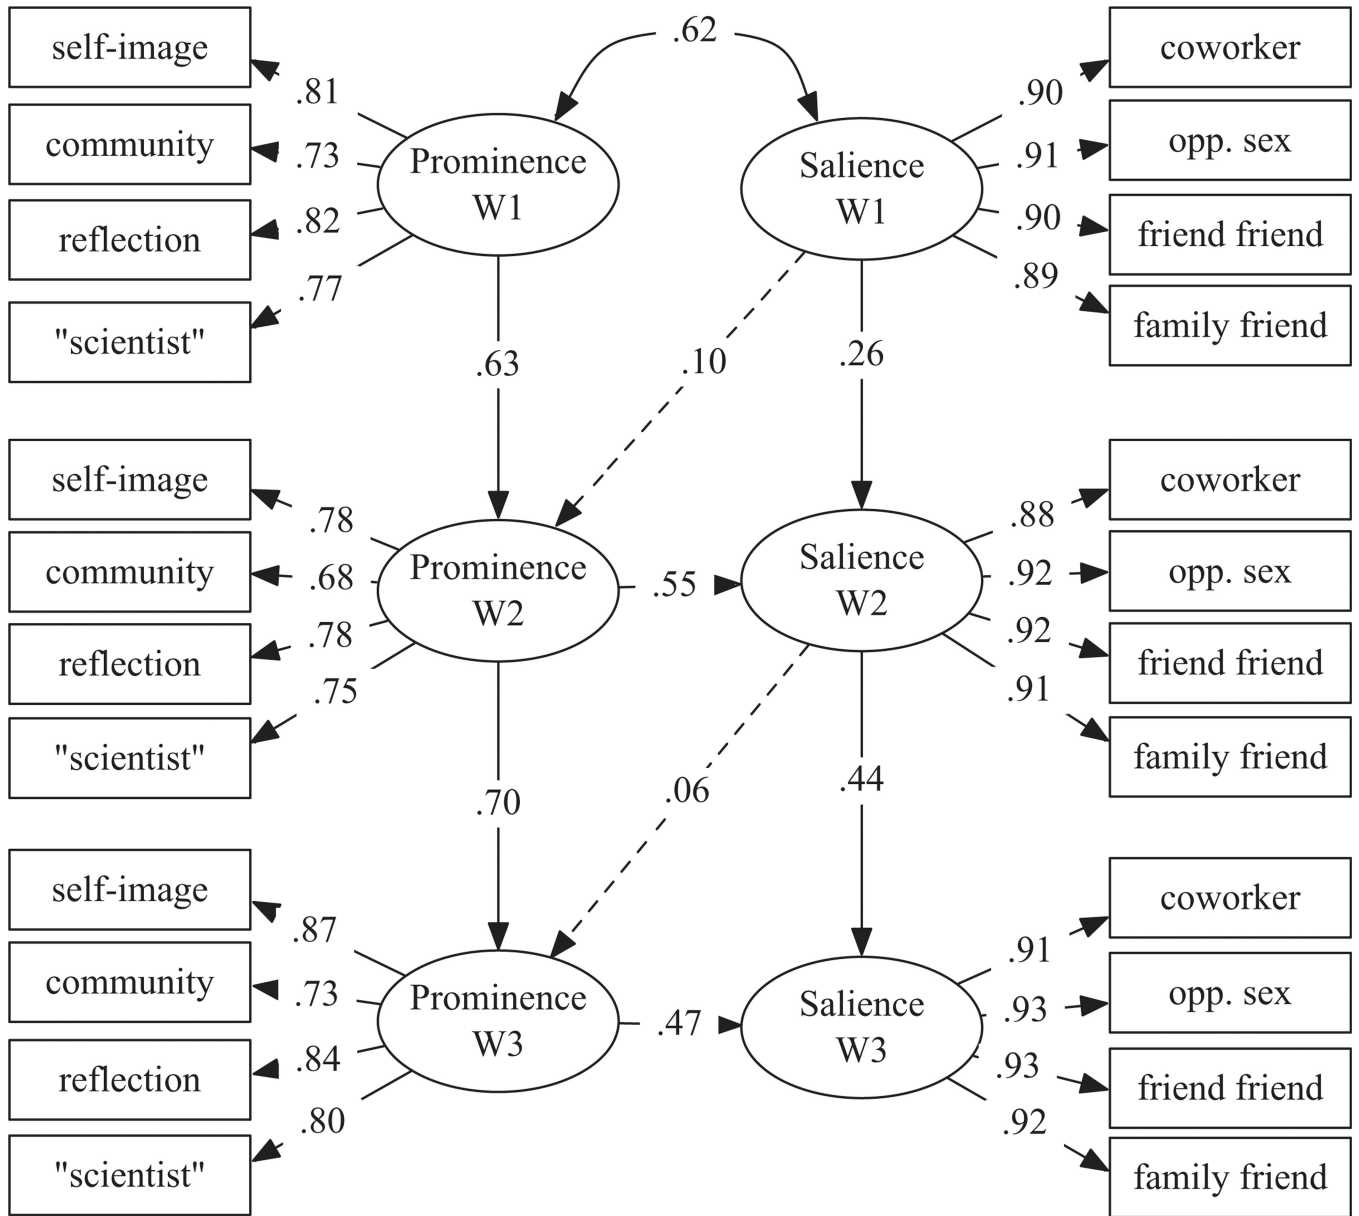 .62
self-image
community
reflection
"scientist"
.81
.73
.82
.77
Prominence
W1
Salience
W1
.90
.91
.90
.89
coworker
opp. sex
friend friend
family friend
.63
.10
.26
self-image
community
reflection
"scientist"
.78
.68
.78
.75
Prominence
W2
.55
Salience
W2
.88
.92
.92
.91
coworker
opp. sex
friend friend
family friend
.70
.06
.44
self-image
community
reflection
"scientist"
.87
.73
.84
.80
Prominence
W3
.47
Salience
W3
.91
.93
.93
.92
coworker
opp. sex
friend friend
family friend